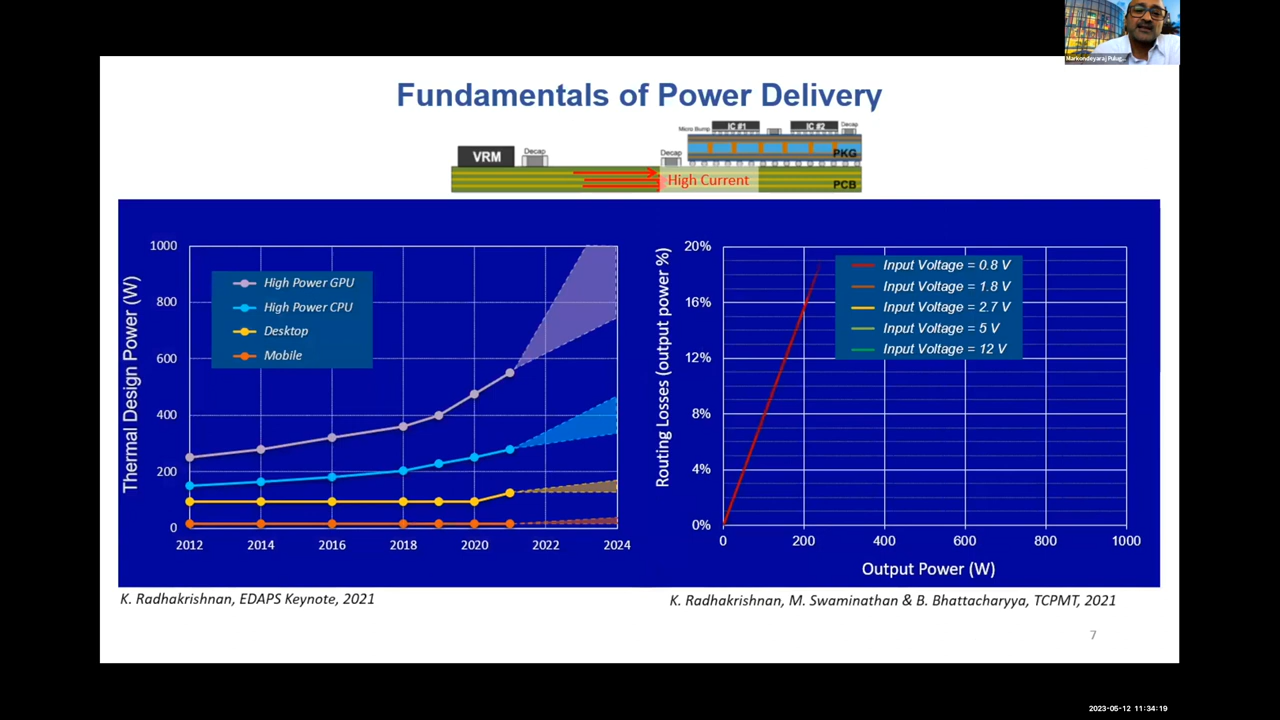 Markondeyaraj Pulug...
Fundamentals of Power Delivery
VRM
Decap
Decap
Micro Bump
IC #1
IC #2
Decap
PKG
High Current
PCB
Thermal Design Power (W)
1000
800
600
400
200
0
2012
2014
2016
2018
2020
2022
2024
High Power GPU
High Power CPU
Desktop
Mobile
Routing Losses (output power %)
20%
16%
12%
8%
4%
0%
0
200
400
600
800
1000
Output Power (W)
Input Voltage = 0.8 V
Input Voltage = 1.8 V
Input Voltage = 2.7 V
Input Voltage = 5 V
Input Voltage = 12 V
K. Radhakrishnan, EDAPS Keynote, 2021
K. Radhakrishnan, M. Swaminathan & B. Bhattacharyya, TCPMT, 2021
7
2023-05-12 11:34:19